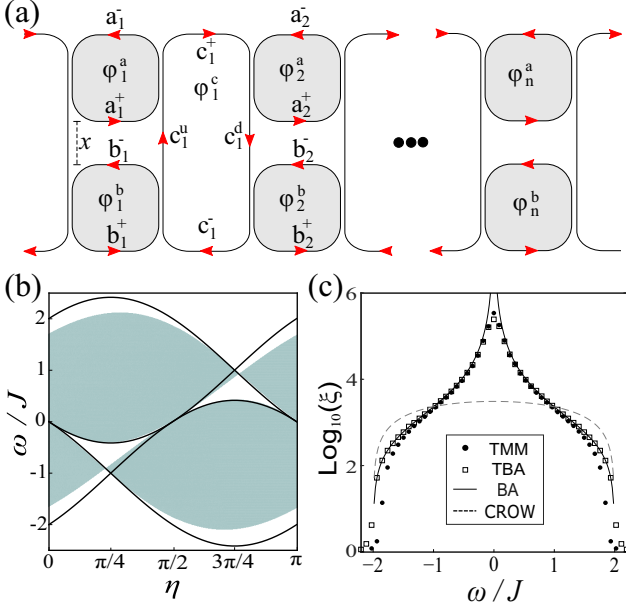 (a)
a₁⁻ a₂⁻
c₁⁺
φ₁ᵃ φ₁ᶜ φ₂ᵃ φₙᵃ
a₁⁺ a₂⁺
x c₁ᵘ c₁ᵈ
b₁⁻ b₂⁻
φ₁ᵇ φ₂ᵇ φₙᵇ
b₁⁺ c₁⁻ b₂⁺
(b)
ω/J
2
1
0
-1
-2
0 π/4 π/2 3π/4 π
η
(c)
Log₁₀(ξ)
6
4
2
0
TMM
TBA
BA
CROW
−2 −1 0 1 2
ω/J